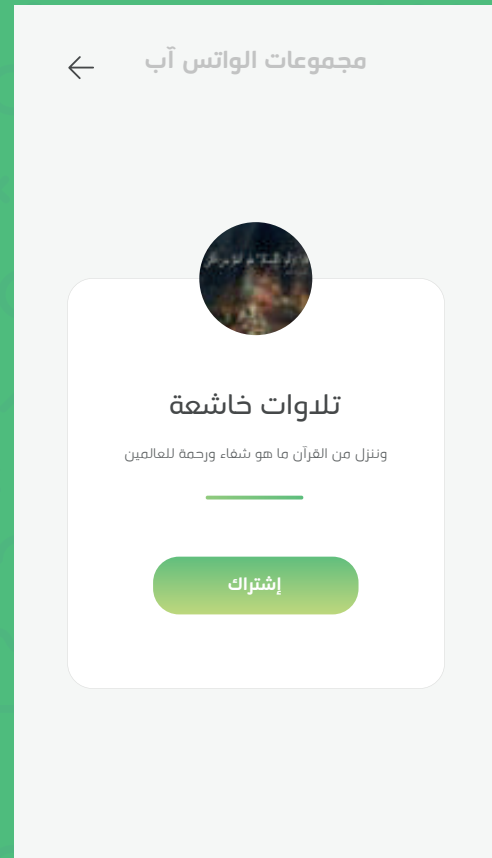 مجموعات الواتس آب
تلاوات خاشعة
وننزل من القرآن ما هو شفاء ورحمة للعالمين
إشتراك